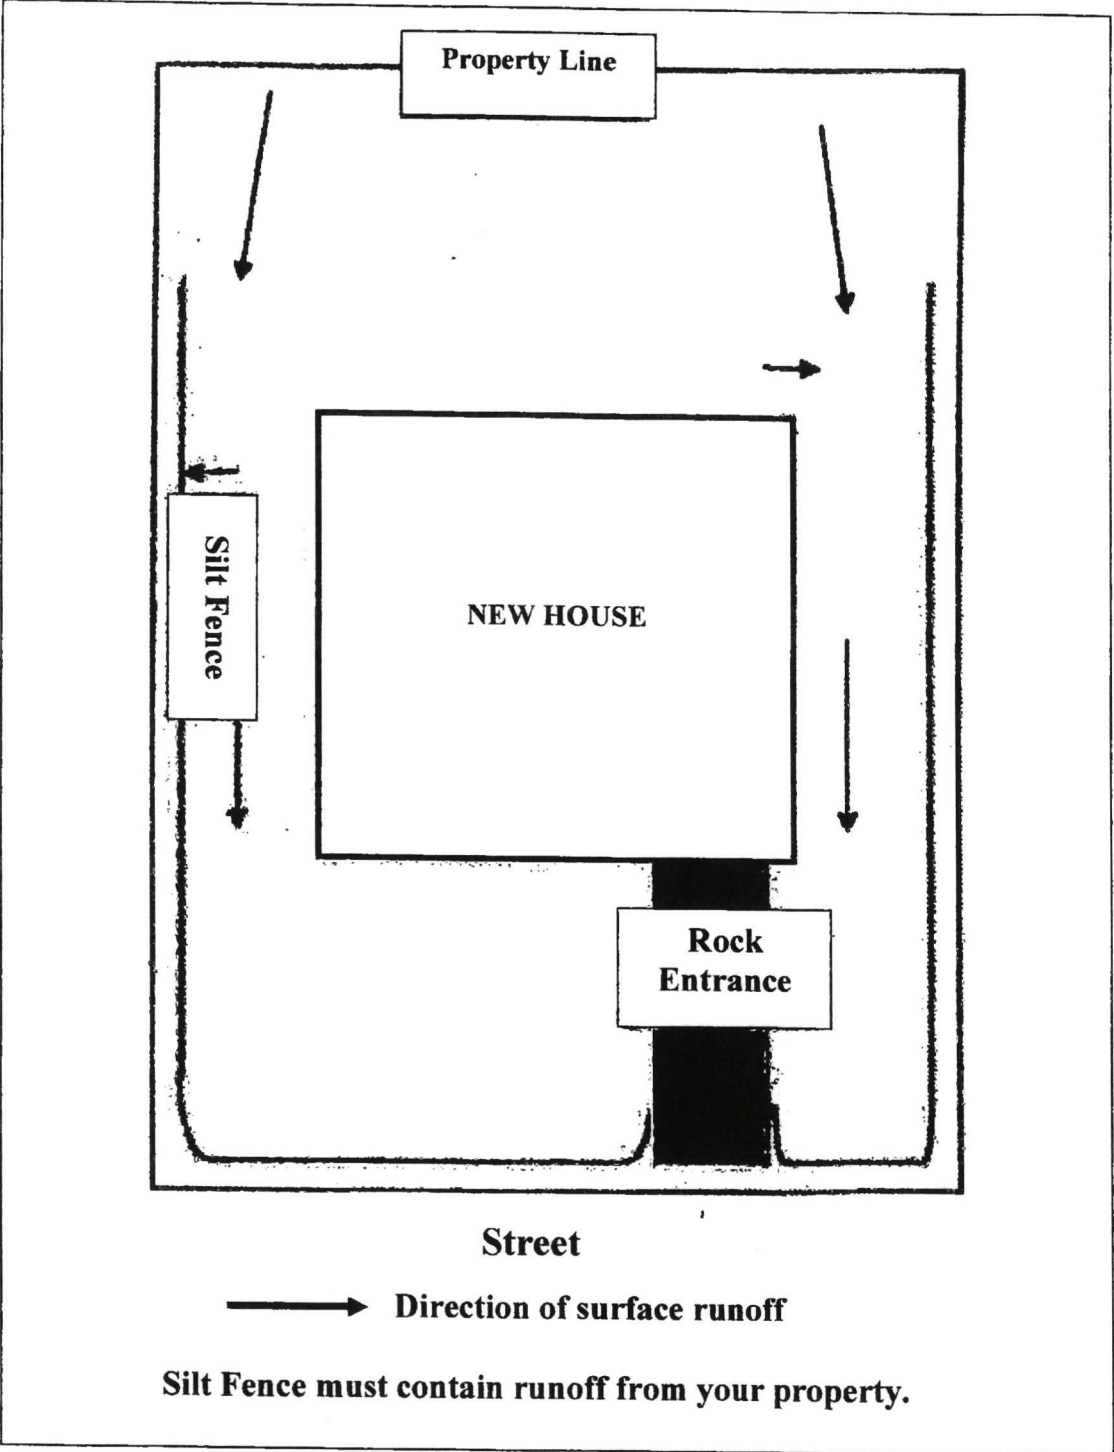 Property Line
Silt Fence
NEW HOUSE
Rock
Entrance
Street
Direction of surface runoff
Silt Fence must contain runoff from your property.